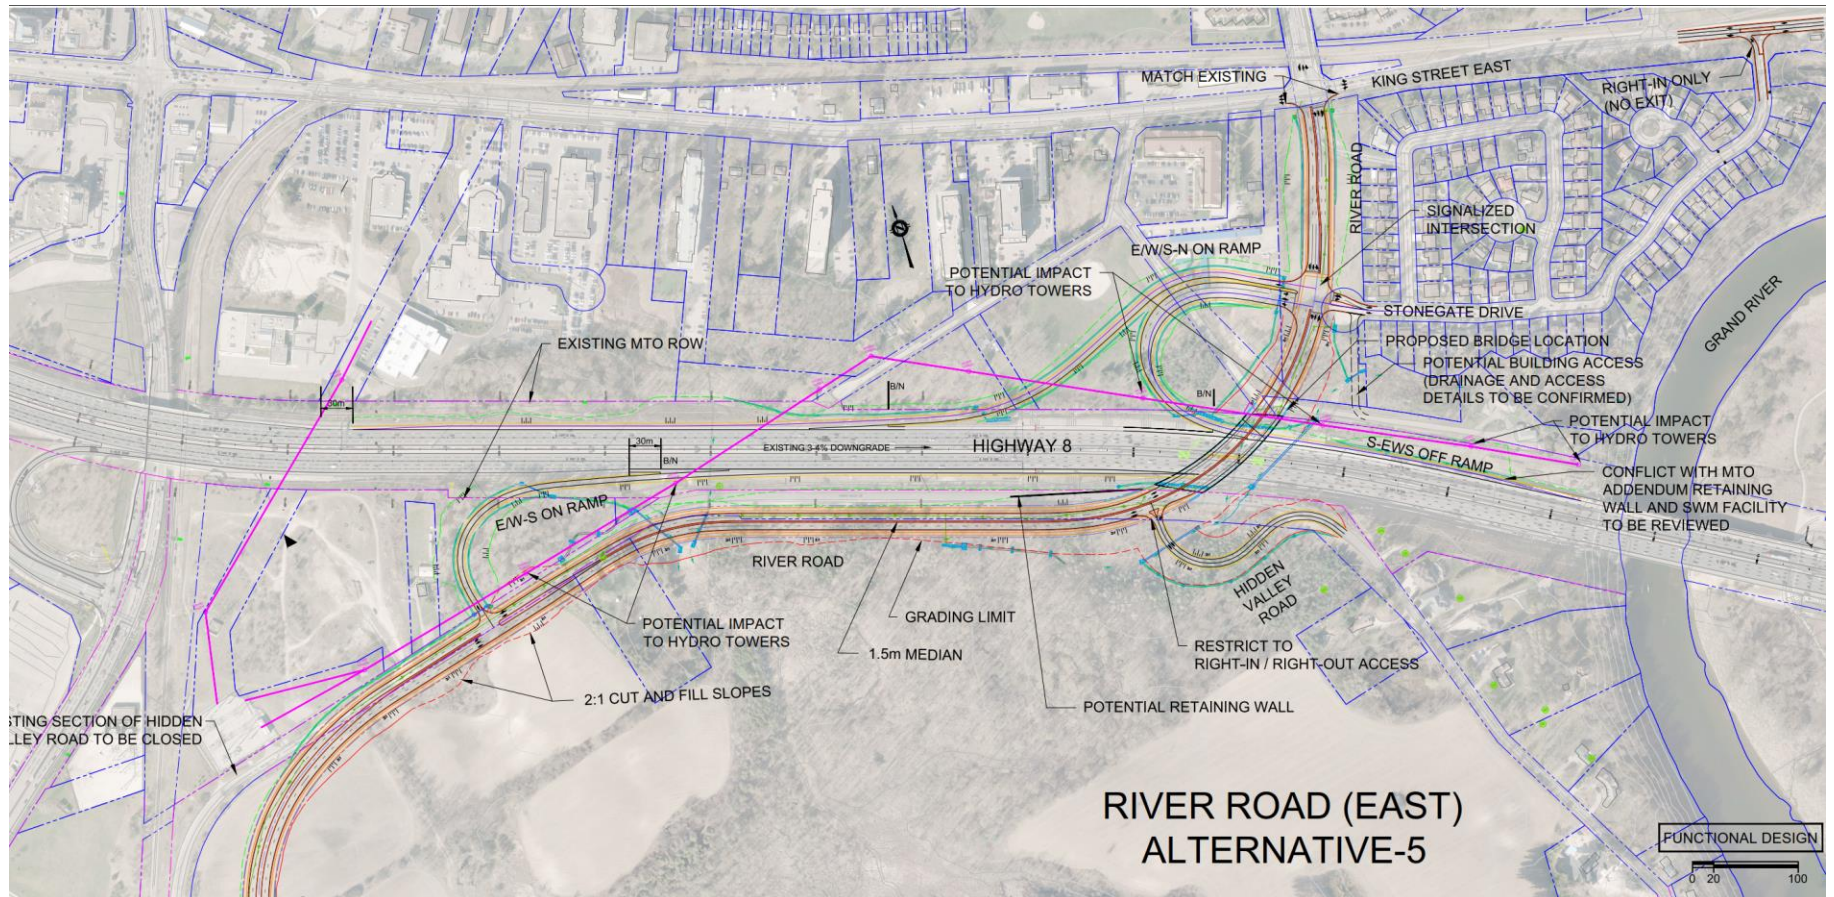 MATCH EXISTING
KING STREET EAST
RIGHT-IN ONLY
(NO EXIT)
RIVER ROAD
SIGNALIZED
INTERSECTION
E/W/S-N ON RAMP
POTENTIAL IMPACT
TO HYDRO TOWERS
STONEGATE DRIVE
GRAND RIVER
EXISTING MTO ROW
PROPOSED BRIDGE LOCATION
POTENTIAL BUILDING ACCESS
(DRAINAGE AND ACCESS
DETAILS TO BE CONFIRMED)
B/N
B/N
30m
POTENTIAL IMPACT
TO HYDRO TOWERS
30m
B/N
EXISTING 3-4% DOWNGRADE
HIGHWAY 8
S-EWS OFF RAMP
CONFLICT WITH MTO
ADDENDUM RETAINING
WALL AND SWM FACILITY
TO BE REVIEWED
E/W-S ON RAMP
RIVER ROAD
HIDDEN
VALLEY
ROAD
GRADING LIMIT
POTENTIAL IMPACT
TO HYDRO TOWERS
1.5m MEDIAN
RESTRICT TO
RIGHT-IN / RIGHT-OUT ACCESS
2:1 CUT AND FILL SLOPES
POTENTIAL RETAINING WALL
STING SECTION OF HIDDEN
LLEY ROAD TO BE CLOSED
RIVER ROAD (EAST)
ALTERNATIVE-5
FUNCTIONAL DESIGN
0 20 100